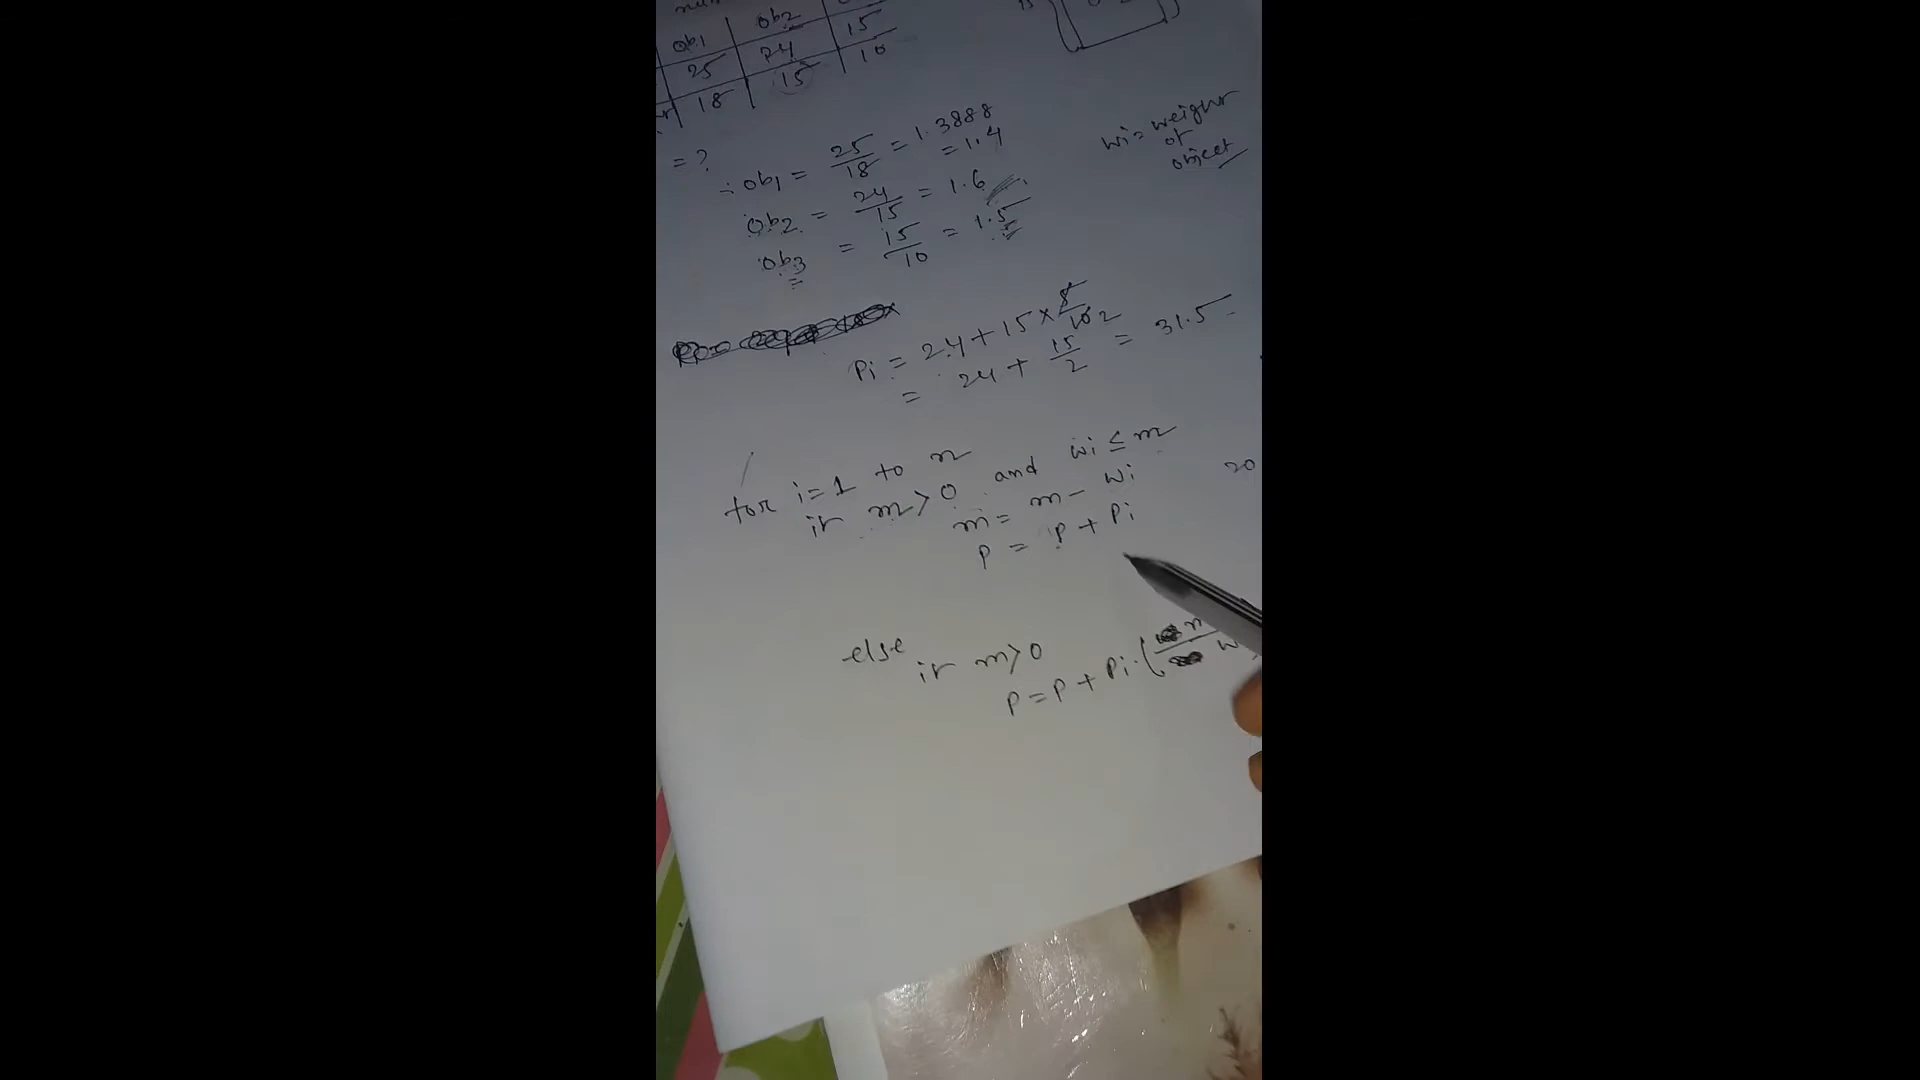 ob1 ob2
25 24 15
18 15 10
= ?
∴ ob1 = 25/18 = 1.3888
= 1.4
ob2 = 24/15 = 1.6
ob3 = 15/10 = 1.5
wi = weight
of
object
Pi = 24 + 15 × 5/10 2
= 24 + 15/2 = 31.5
for i=1 to n
if m>0 and wi ≤ m
m = m - wi
P = P + Pi
20
else
if m>0
P = P + Pi. (